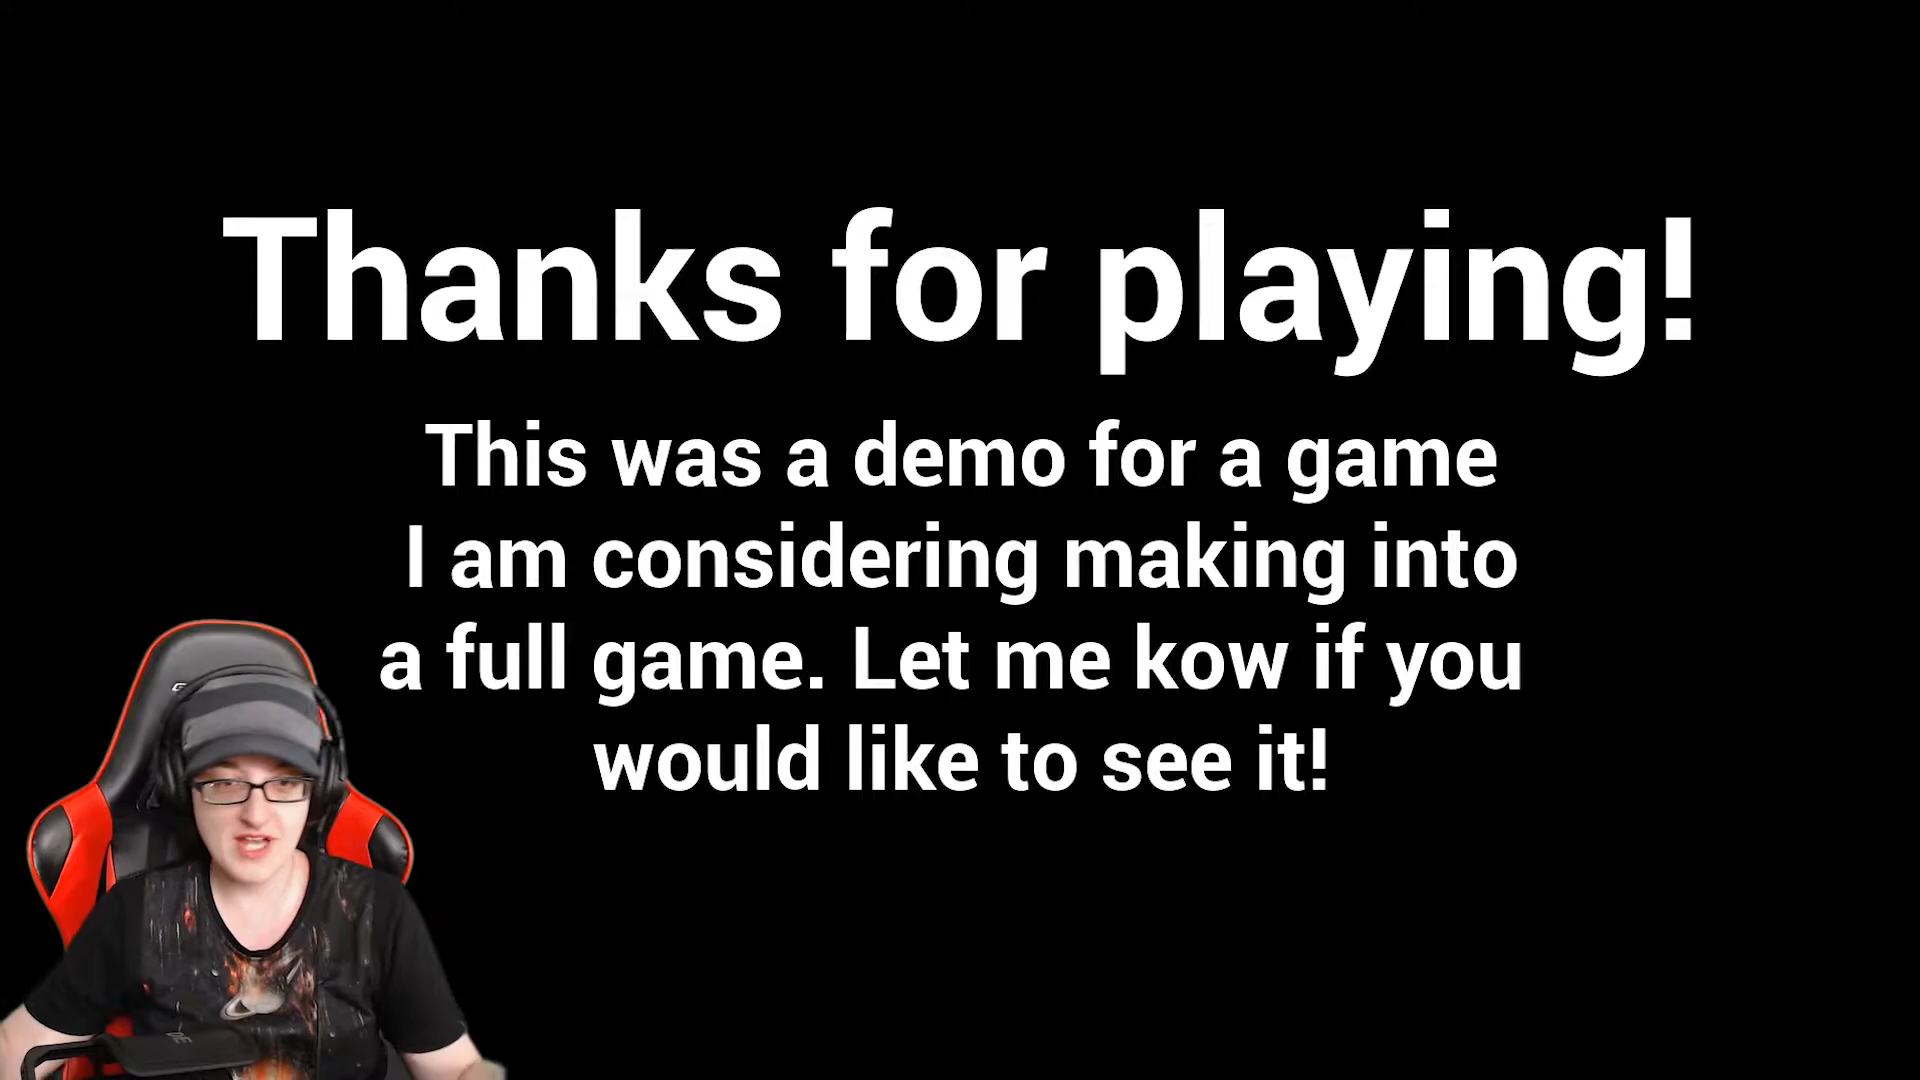 Thanks for playing!
This was a demo for a game
I am considering making into
a full game. Let me kow if you
would like to see it!